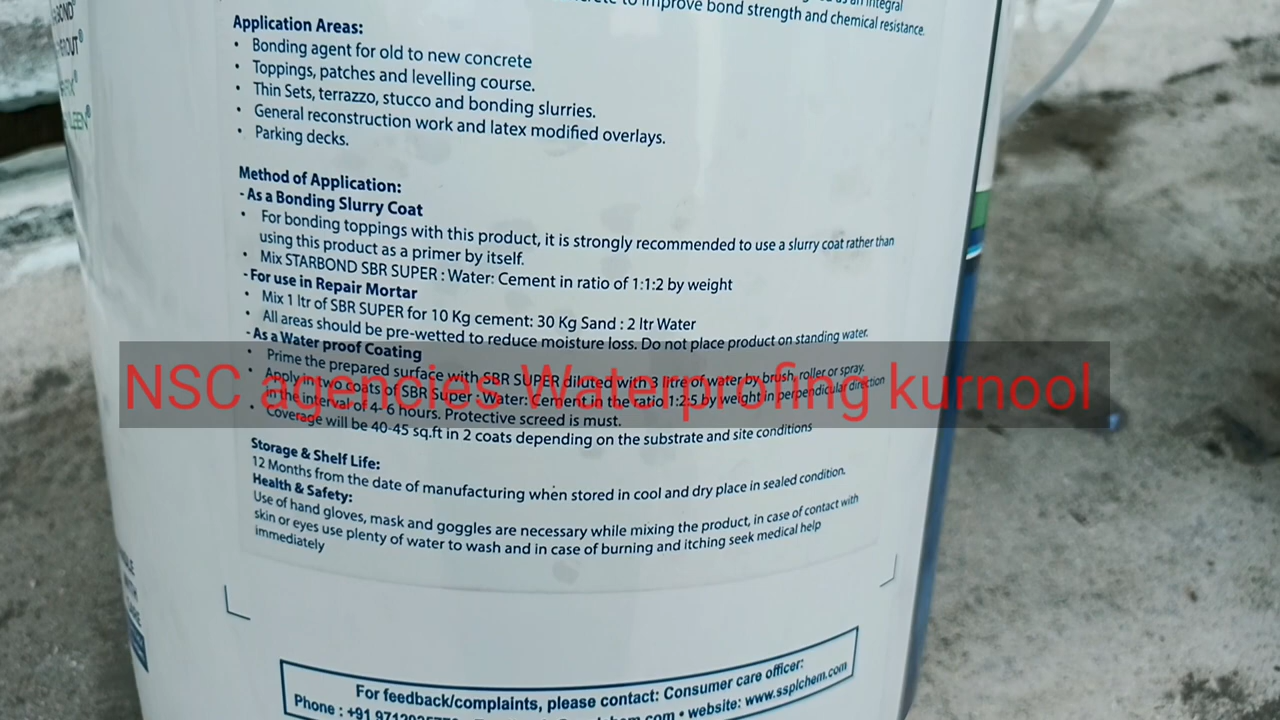 BOND®
®
integral
to improve bond strength and chemical resistance.
Application Areas:
• Bonding agent for old to new concrete
• Toppings, patches and levelling course.
• Thin Sets, terrazzo, stucco and bonding slurries.
• General reconstruction work and latex modified overlays.
• Parking decks.
Method of Application:
- As a Bonding Slurry Coat
• For bonding toppings with this product, it is strongly recommended to use a slurry coat rather than
using this product as a primer by itself.
• Mix STARBOND SBR SUPER : Water: Cement in ratio of 1:1:2 by weight
- For use in Repair Mortar
• Mix 1 ltr of SBR SUPER for 10 Kg cement: 30 Kg Sand : 2 ltr Water
• All areas should be pre-wetted to reduce moisture loss. Do not place product on standing water.
- As a Water proof Coating
• Prime the prepared surface with SBR SUPER diluted with 3 litre of water by brush, roller or spray.
• Apply in two coats of SBR Super : Water: Cement in the ratio 1:2:5 by weight in perpendicular direction
in the interval of 4- 6 hours. Protective screed is must.
• Coverage will be 40-45 sq.ft in 2 coats depending on the substrate and site conditions
NSC agencies Waterprofing kurnool
Storage & Shelf Life:
12 Months from the date of manufacturing when stored in cool and dry place in sealed condition.
Health & Safety:
Use of hand gloves, mask and goggles are necessary while mixing the product, in case of contact with
skin or eyes use plenty of water to wash and in case of burning and itching seek medical help
immediately
For feedback/complaints, please contact: Consumer care officer:
Phone : +91 • website: www.ssplchem.com